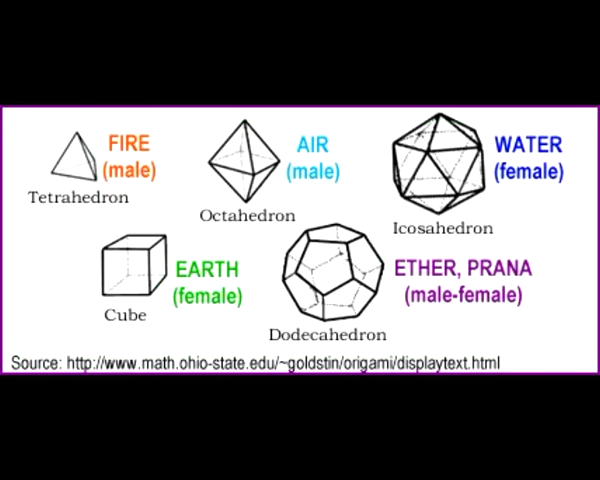 FIRE
(male)
Tetrahedron
AIR
(male)
Octahedron
WATER
(female)
Icosahedron
EARTH
(female)
Cube
ETHER, PRANA
(male-female)
Dodecahedron
Source: http://www.math.ohio-state.edu/~goldstin/origami/displaytext.html